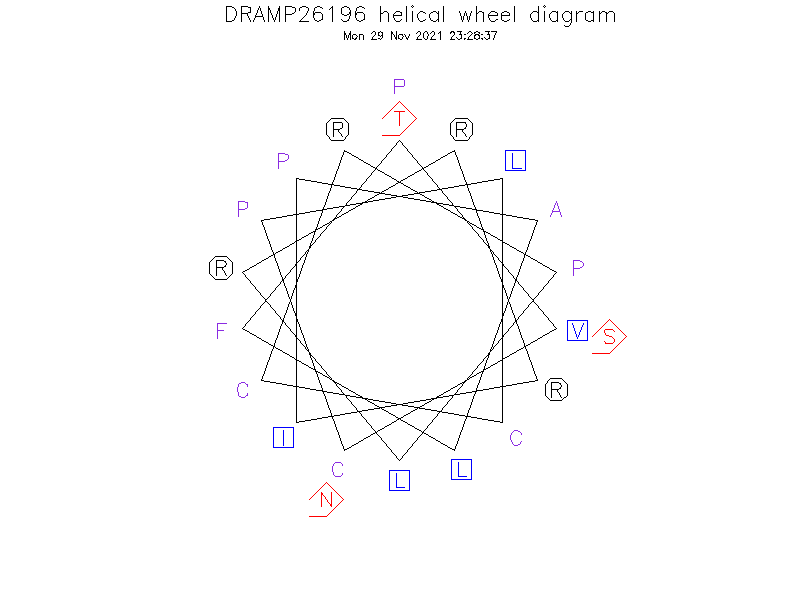 DRAMP26196 helical wheel diagram
Mon 29 Nov 2021 23:28:37
P
T
R R
P L
P A
R P
F V S
C R
I C
C L L
N